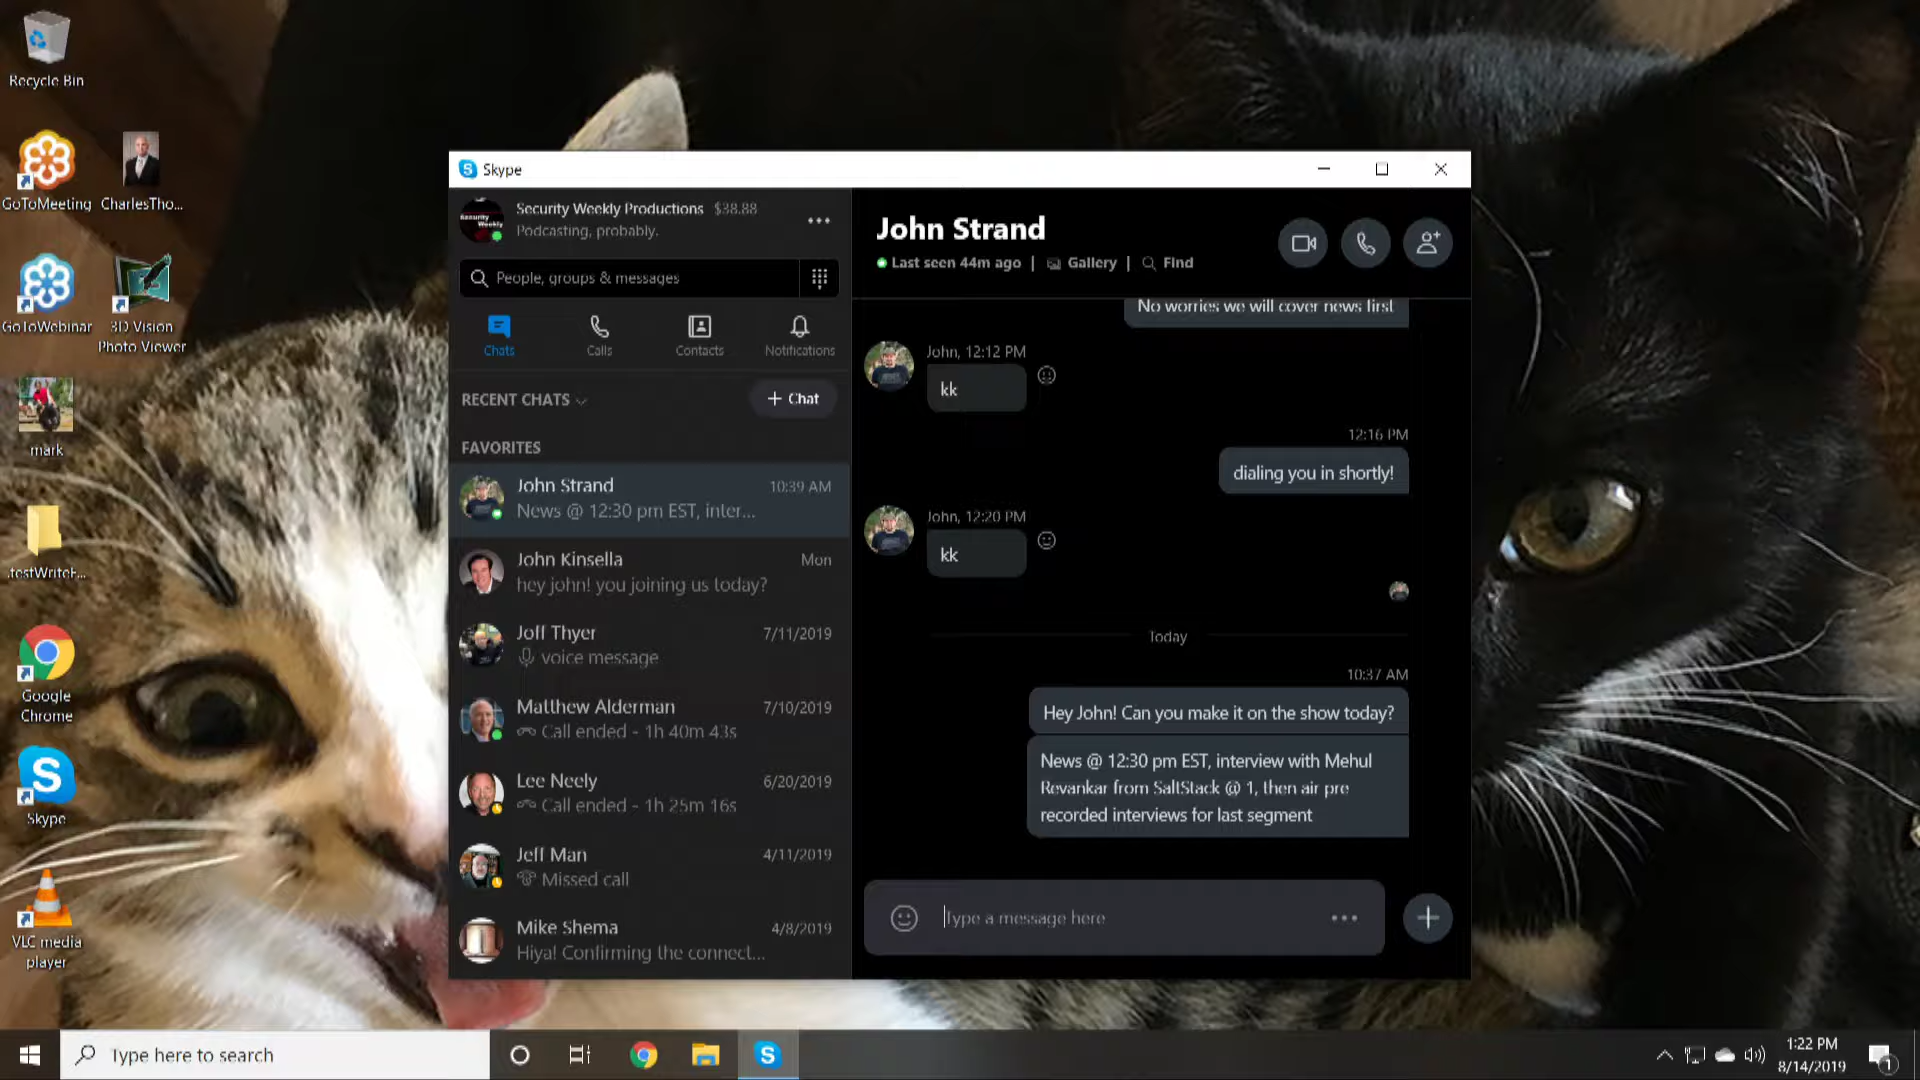 Recycle Bin
GoToMeeting
CharlesTho...
GoToWebinar
3D Vision
Photo Viewer
mark
.testWriteF...
Google
Chrome
Skype
VLC media
player
Skype
Security Weekly Productions $38.88
Podcasting, probably.
People, groups & messages
Chats
Calls
Contacts
Notifications
RECENT CHATS
+ Chat
FAVORITES
John Strand 10:39 AM
News @ 12:30 pm EST, inter...
John Kinsella Mon
hey john! you joining us today?
Joff Thyer 7/11/2019
voice message
Matthew Alderman 7/10/2019
Call ended - 1h 40m 43s
Lee Neely 6/20/2019
Call ended - 1h 25m 16s
Jeff Man 4/11/2019
Missed call
Mike Shema 4/8/2019
Hiya! Confirming the connect...
John Strand
Last seen 44m ago | Gallery | Find
No worries we will cover news first
John, 12:12 PM
kk
12:16 PM
dialing you in shortly!
John, 12:20 PM
kk
Today
10:37 AM
Hey John! Can you make it on the show today?
News @ 12:30 pm EST, interview with Mehul
Revankar from SaltStack @ 1, then air pre
recorded interviews for last segment
Type a message here
Type here to search
1:22 PM
8/14/2019
1